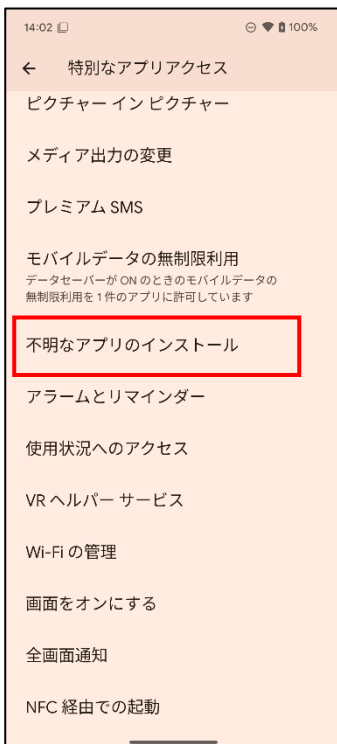 14:02 100%
← 特別なアプリアクセス
ピクチャー イン ピクチャー
メディア出力の変更
プレミアム SMS
モバイルデータの無制限利用
データセーバーが ON のときのモバイルデータの
無制限利用を 1 件のアプリに許可しています
不明なアプリのインストール
アラームとリマインダー
使用状況へのアクセス
VR ヘルパー サービス
Wi-Fi の管理
画面をオンにする
全画面通知
NFC 経由での起動